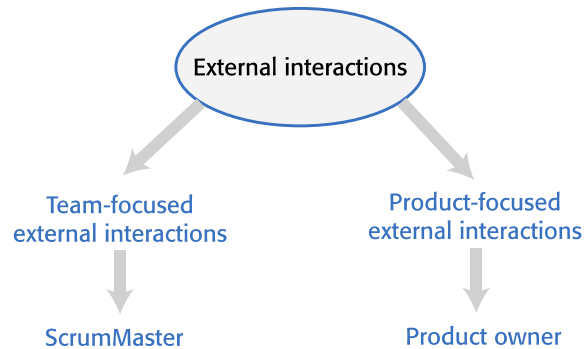 External interactions
Team-focused
external interactions
Product-focused
external interactions
ScrumMaster
Product owner